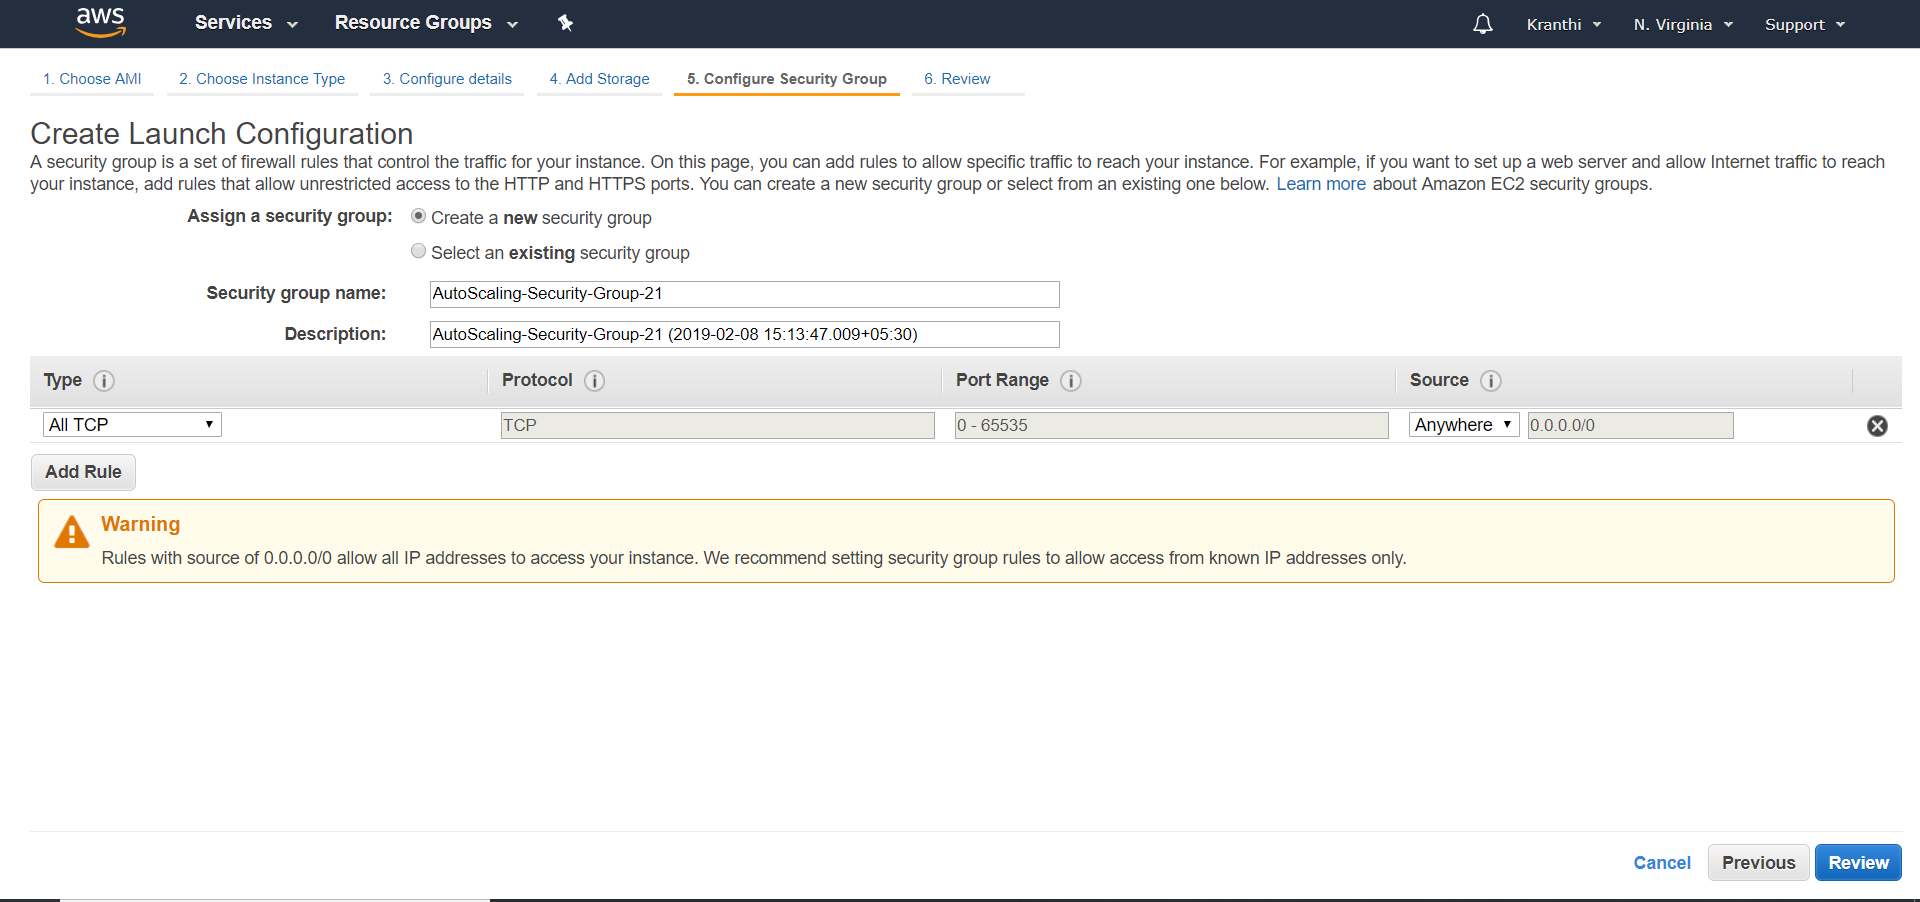 aws Services Resource Groups Kranthi N. Virginia Support
1. Choose AMI 2. Choose Instance Type 3. Configure details 4. Add Storage 5. Configure Security Group 6. Review
Create Launch Configuration
A security group is a set of firewall rules that control the traffic for your instance. On this page, you can add rules to allow specific traffic to reach your instance. For example, if you want to set up a web server and allow Internet traffic to reach
your instance, add rules that allow unrestricted access to the HTTP and HTTPS ports. You can create a new security group or select from an existing one below. Learn more about Amazon EC2 security groups.
Assign a security group: Create a new security group
Select an existing security group
Security group name: AutoScaling-Security-Group-21
Description: AutoScaling-Security-Group-21 (2019-02-08 15:13:47.009+05:30)
Type i Protocol i Port Range i Source i
All TCP TCP 0 - 65535 Anywhere 0.0.0.0/0
Add Rule
Warning
Rules with source of 0.0.0.0/0 allow all IP addresses to access your instance. We recommend setting security group rules to allow access from known IP addresses only.
Cancel Previous Review